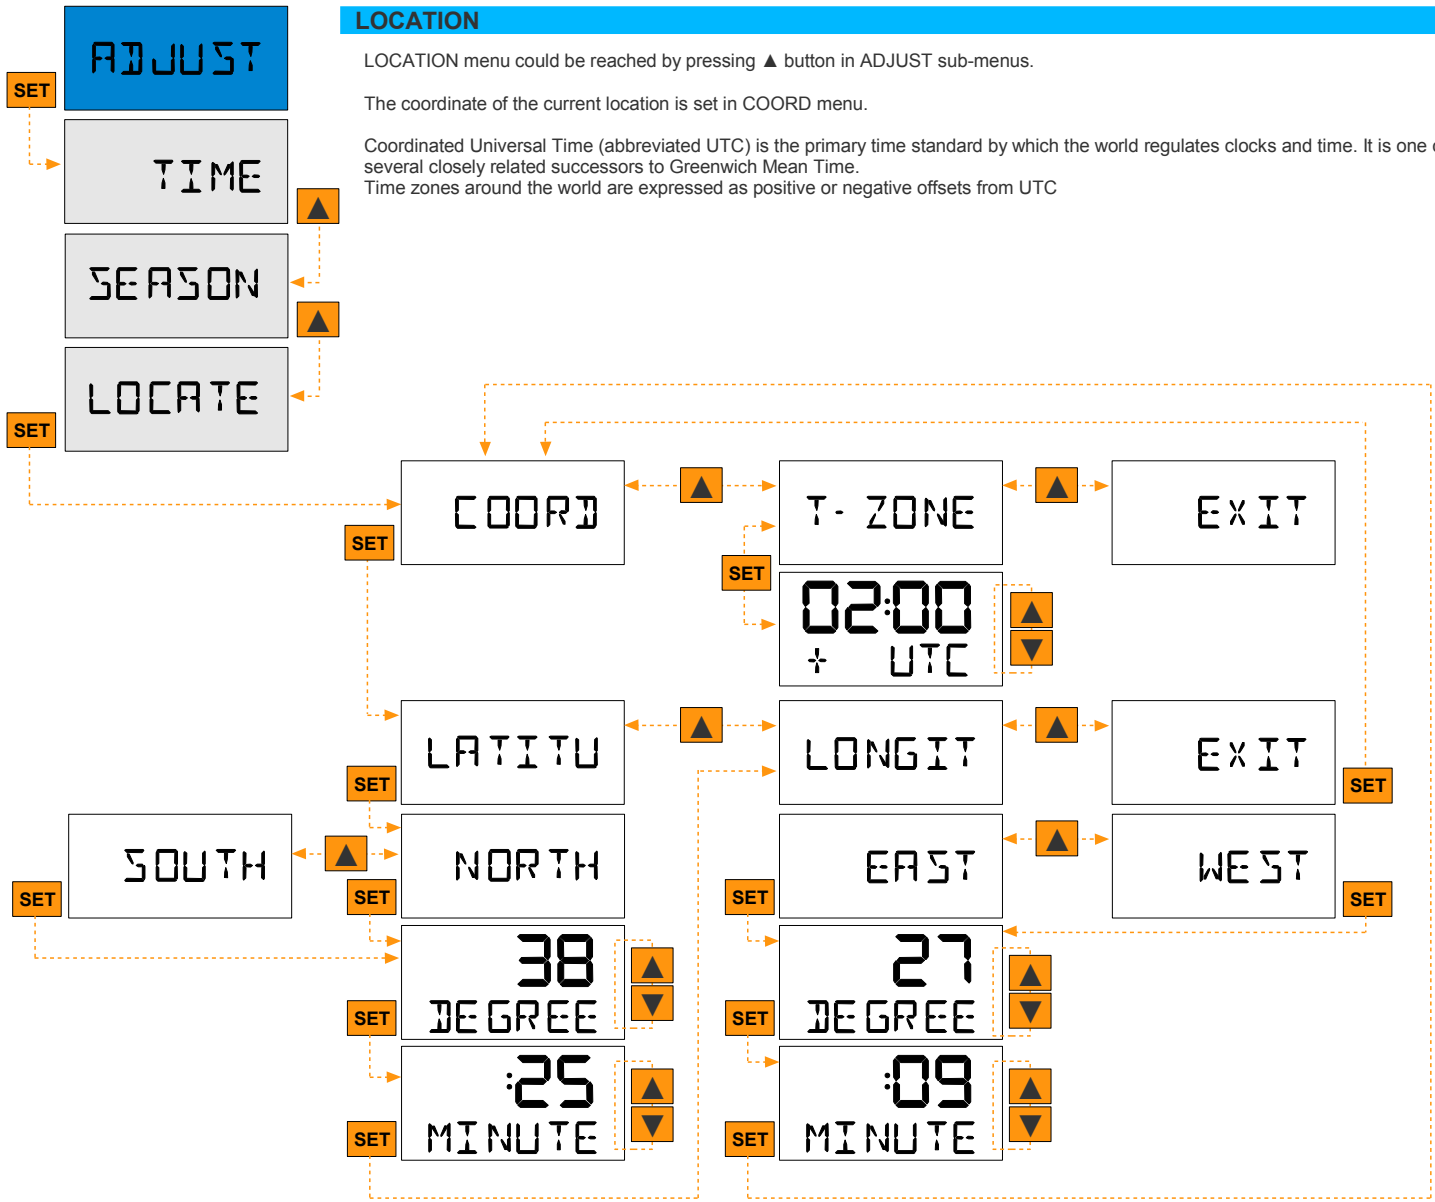 LOCATION
ADJUST
LOCATION menu could be reached by pressing ▲ button in ADJUST sub-menus.
SET
The coordinate of the current location is set in COORD menu.
Coordinated Universal Time (abbreviated UTC) is the primary time standard by which the world regulates clocks and time. It is one
several closely related successors to Greenwich Mean Time.
Time zones around the world are expressed as positive or negative offsets from UTC
TIME
▲
SEASON
▲
LOCATE
SET
COORD ▲ T-ZONE ▲ EXIT
SET
SET
02:00 ▲
+ UTC ▼
LATITU ▲ LONGIT ▲ EXIT
SET SET
SOUTH ▲ NORTH EAST ▲ WEST
SET SET SET SET
38 ▲ 27 ▲
DEGREE ▼ DEGREE ▼
SET SET
:25 ▲ :09 ▲
MINUTE ▼ MINUTE ▼
SET SET